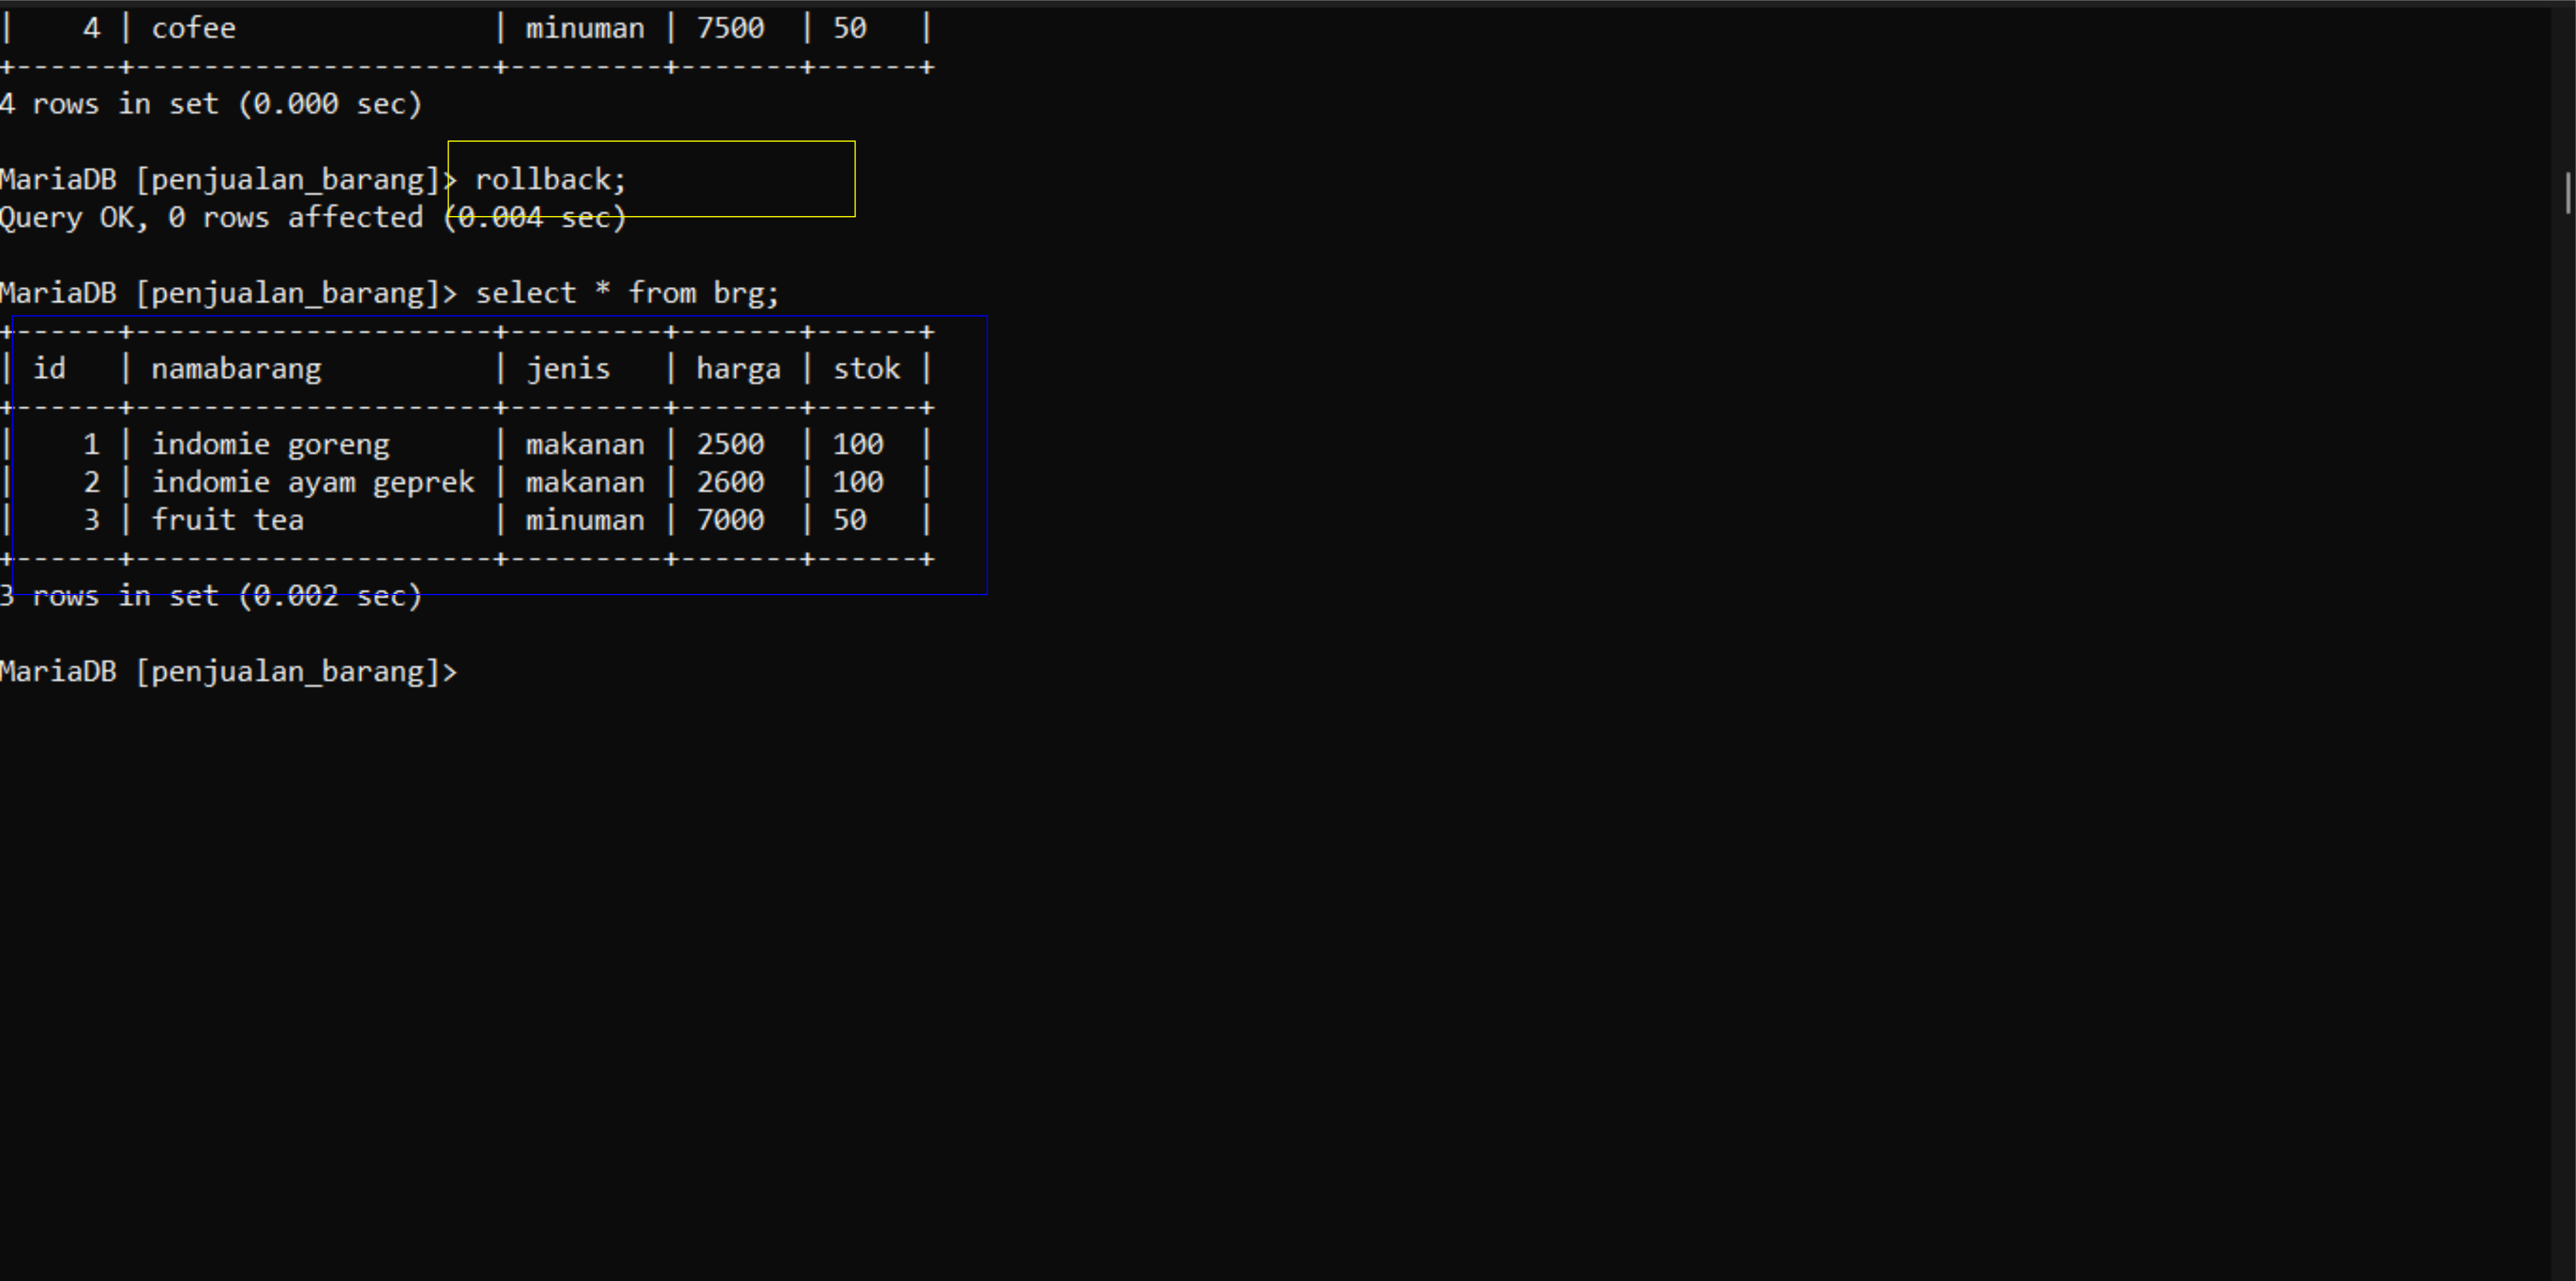 |    4 | cofee               | minuman | 7500  | 50   |
+------+---------------------+---------+-------+------+
4 rows in set (0.000 sec)
MariaDB [penjualan_barang]> rollback;
Query OK, 0 rows affected (0.004 sec)
MariaDB [penjualan_barang]> select * from brg;
+------+---------------------+---------+-------+------+
| id   | namabarang          | jenis   | harga | stok |
+------+---------------------+---------+-------+------+
|    1 | indomie goreng      | makanan | 2500  | 100  |
|    2 | indomie ayam geprek | makanan | 2600  | 100  |
|    3 | fruit tea           | minuman | 7000  | 50   |
+------+---------------------+---------+-------+------+
3 rows in set (0.002 sec)
MariaDB [penjualan_barang]>